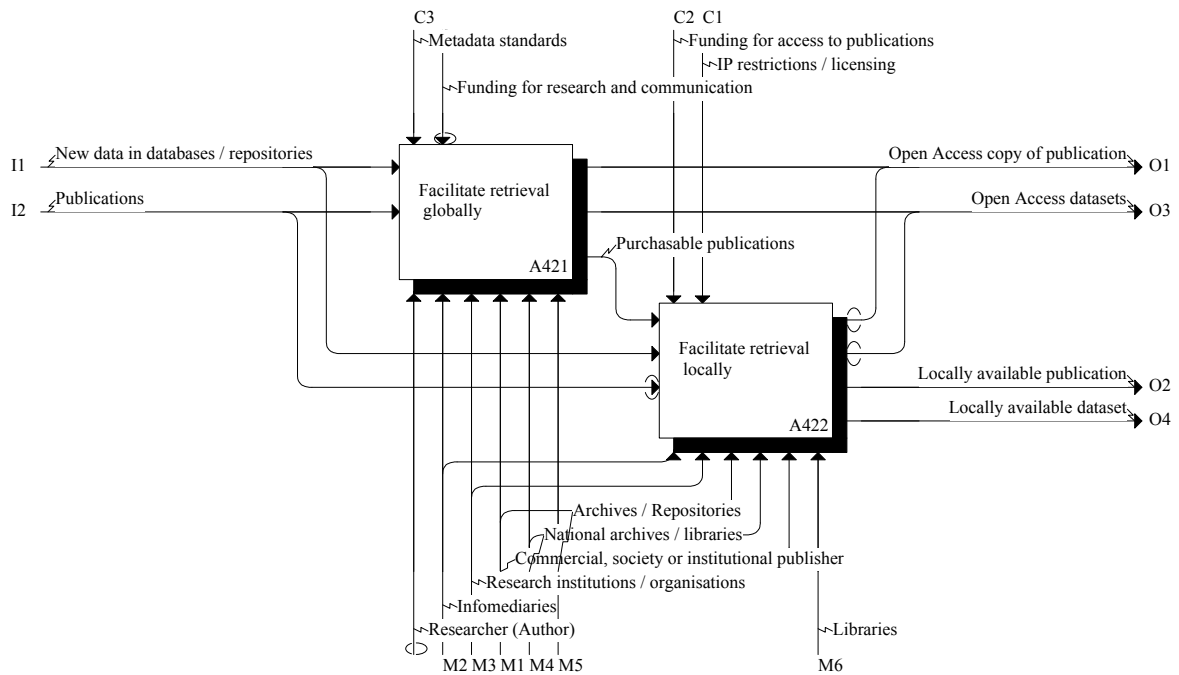 C3
C2 C1
Metadata standards
Funding for access to publications
IP restrictions / licensing
Funding for research and communication
I1
New data in databases / repositories
Open Access copy of publication
O1
I2
Publications
Facilitate retrieval
globally
Open Access datasets
O3
Purchasable publications
A421
Facilitate retrieval
locally
Locally available publication
O2
Locally available dataset
O4
A422
Archives / Repositories
National archives / libraries
Commercial, society or institutional publisher
Research institutions / organisations
Infomediaries
Researcher (Author)
Libraries
M2 M3 M1 M4 M5
M6